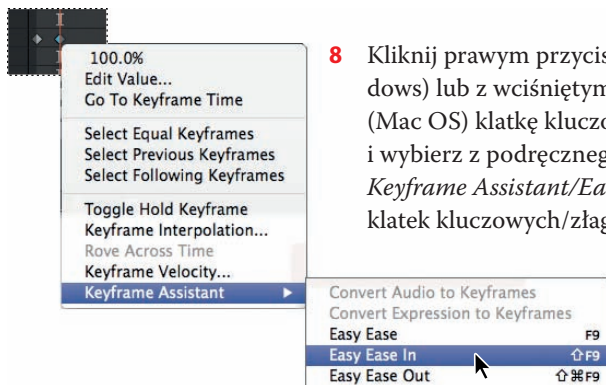 100.0%
Edit Value...
Go To Keyframe Time
Select Equal Keyframes
Select Previous Keyframes
Select Following Keyframes
Toggle Hold Keyframe
Keyframe Interpolation...
Rove Across Time
Keyframe Velocity...
Keyframe Assistant ▶
Convert Audio to Keyframes
Convert Expression to Keyframes
Easy Ease F9
Easy Ease In ⇧F9
Easy Ease Out ⇧⌘F9
8 Kliknij prawym przycis
dows) lub z wciśniętym
(Mac OS) klatkę klucz
i wybierz z podręczneg
Keyframe Assistant/Ea
klatek kluczowych/złag